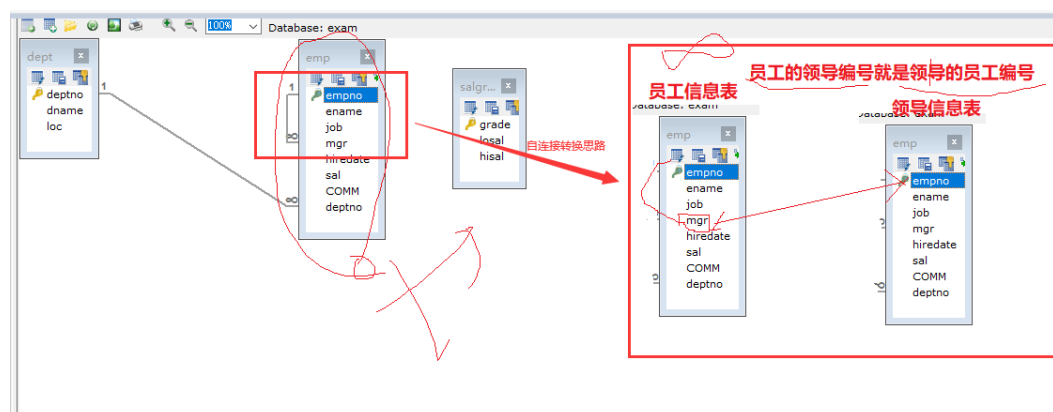 100%
Database: exam
dept
deptno
dname
loc
1
emp
1
empno
ename
job
mgr
hiredate
sal
COMM
deptno
8
8
salgr...
grade
losal
hisal
自连接转换思路
员工的领导编号就是领导的员工编号
员工信息表
领导信息表
Database: exam
emp
empno
ename
job
mgr
hiredate
sal
COMM
deptno
Database: exam
emp
empno
ename
job
mgr
hiredate
sal
COMM
deptno